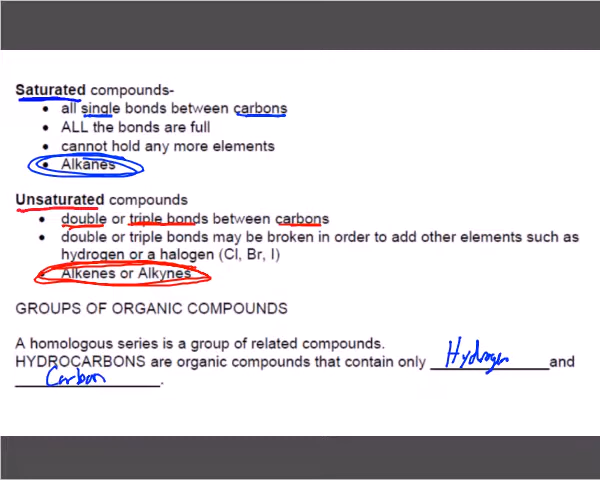 Saturated compounds-
• all single bonds between carbons
• ALL the bonds are full
• cannot hold any more elements
• Alkanes
Unsaturated compounds
• double or triple bonds between carbons
• double or triple bonds may be broken in order to add other elements such as
hydrogen or a halogen (Cl, Br, I)
• Alkenes or Alkynes
GROUPS OF ORGANIC COMPOUNDS
A homologous series is a group of related compounds.
HYDROCARBONS are organic compounds that contain only Hydrogen and
Carbon.